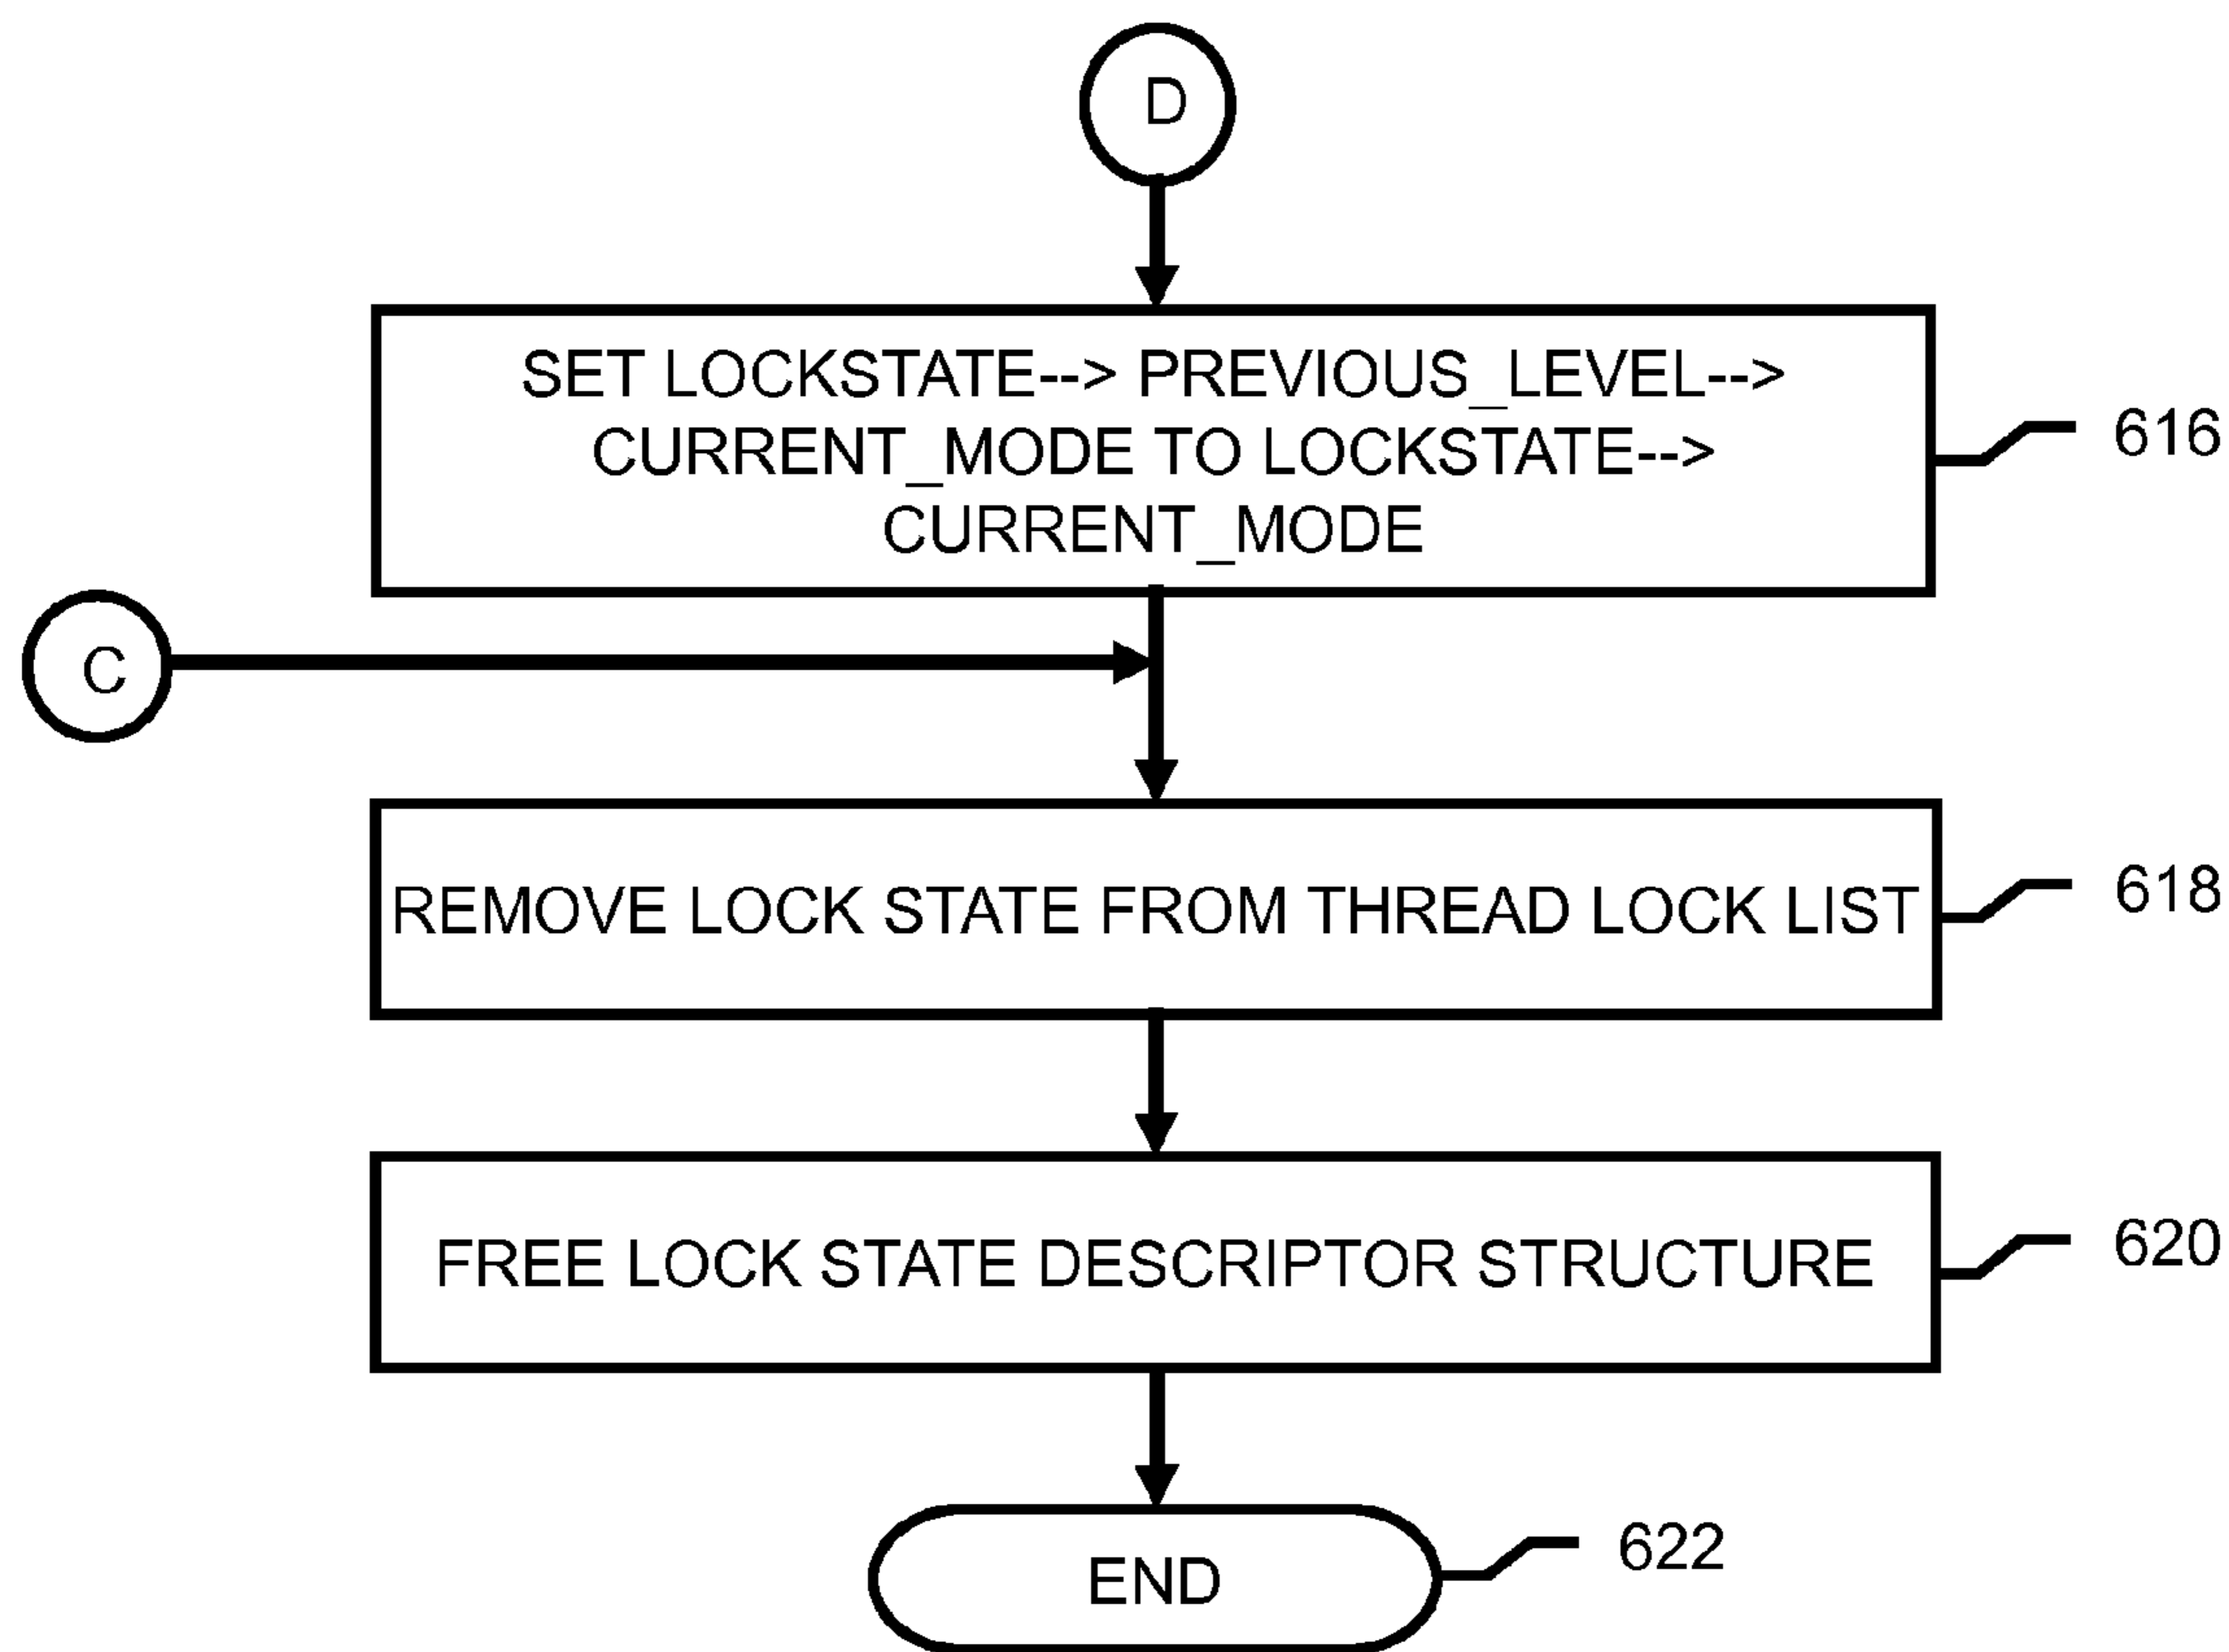 D
SET LOCKSTATE--> PREVIOUS_LEVEL-->
CURRENT_MODE TO LOCKSTATE-->
CURRENT_MODE
616
C
REMOVE LOCK STATE FROM THREAD LOCK LIST
618
FREE LOCK STATE DESCRIPTOR STRUCTURE
620
END
622